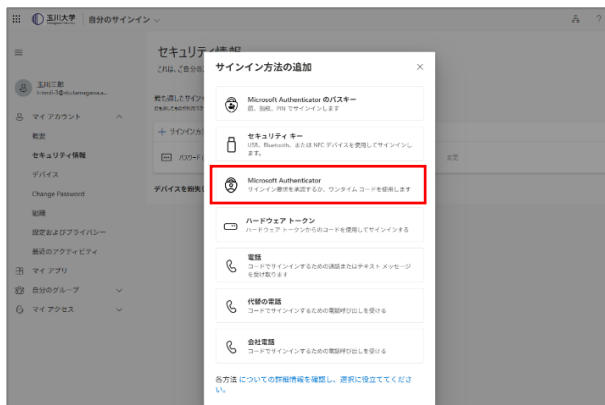 玉川大学 自分のサインイン
?
セキュリティ情報
サインイン方法の追加
玉川三郎
マイ アカウント
概要
セキュリティ情報
デバイス
Change Password
組織
設定およびプライバシー
最近のアクティビティ
マイ アプリ
自分のグループ
マイ アクセス
Microsoft Authenticator のパスキー
顔、指紋、PIN でサインインします
セキュリティ キー
USB、Bluetooth、または NFC デバイスを使用してサインインし
ます。
Microsoft Authenticator
サインイン要求を承認するか、ワンタイム コードを使用します
ハードウェア トークン
ハードウェア トークンからのコードを使用してサインインする
電話
コードでサインインするための通話またはテキスト メッセージ
を受け取ります
代替の電話
コードでサインインするための電話呼び出しを受ける
会社電話
コードでサインインするための電話呼び出しを受ける
各方法 についての詳細情報を確認し、選択に役立ててくださ
い。
変更
デバイスを紛失し